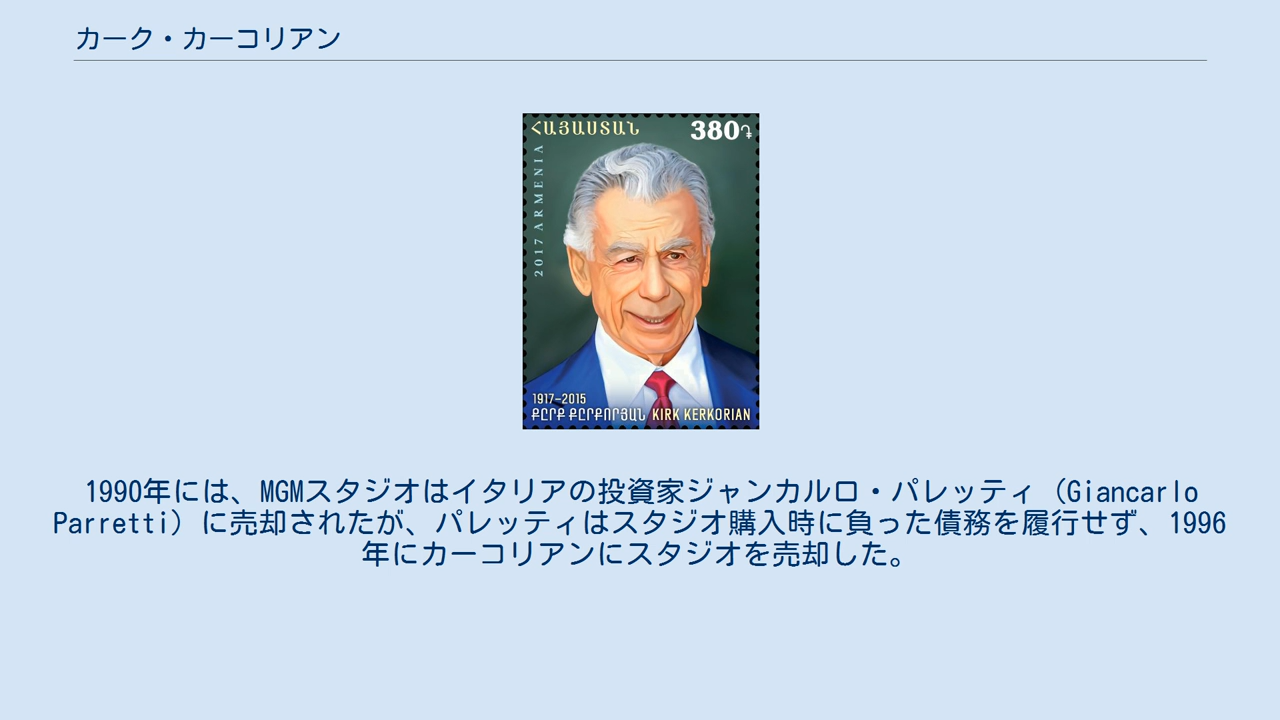 カーク・カーコリアン
ՀԱՅԱՍՏԱՆ
380֏
2017 ARMENIA
1917–2015
ՔԸՐՔ ՔԸՐՔՈՐՅԱՆ KIRK KERKORIAN
1990年には、MGMスタジオはイタリアの投資家ジャンカルロ・パレッティ（Giancarlo
Parretti）に売却されたが、パレッティはスタジオ購入時に負った債務を履行せず、1996
年にカーコリアンにスタジオを売却した。